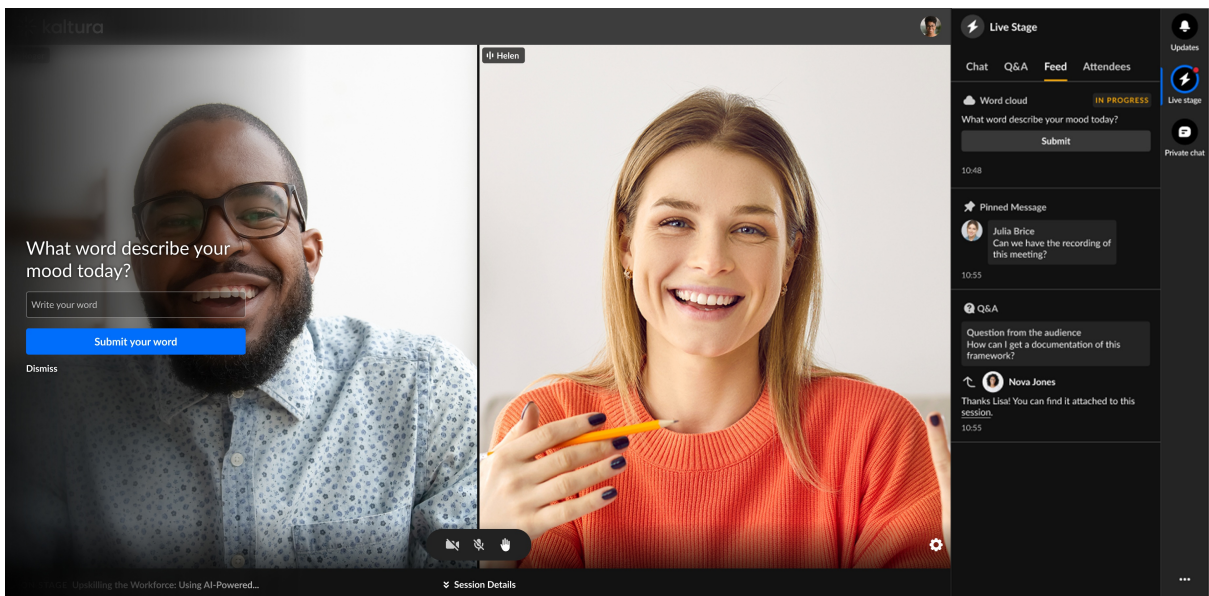 kaltura
Helen
What word describe your
mood today?
Write your word
Submit your word
Dismiss
Upskilling the Workforce: Using AI-Powered...
Session Details
Live Stage
Chat
Q&A
Feed
Attendees
Word cloud
IN PROGRESS
What word describe your mood today?
Submit
10:48
Pinned Message
Julia Brice
Can we have the recording of
this meeting?
10:55
Q&A
Question from the audience
How can I get a documentation of this
framework?
Nova Jones
Thanks Lisa! You can find it attached to this
session.
10:55
Updates
Live stage
Private chat